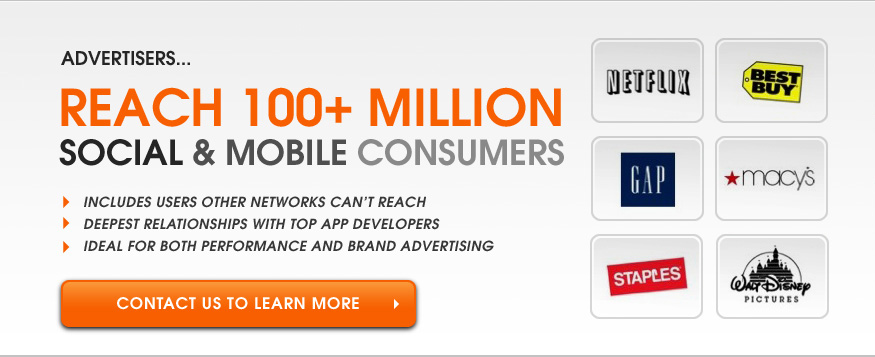 ADVERTISERS...
REACH 100+ MILLION
SOCIAL & MOBILE CONSUMERS
INCLUDES USERS OTHER NETWORKS CAN'T REACH
DEEPEST RELATIONSHIPS WITH TOP APP DEVELOPERS
IDEAL FOR BOTH PERFORMANCE AND BRAND ADVERTISING
CONTACT US TO LEARN MORE
NETFLIX
BEST
BUY
GAP
macy's
STAPLES
WALT DISNEY
PICTURES